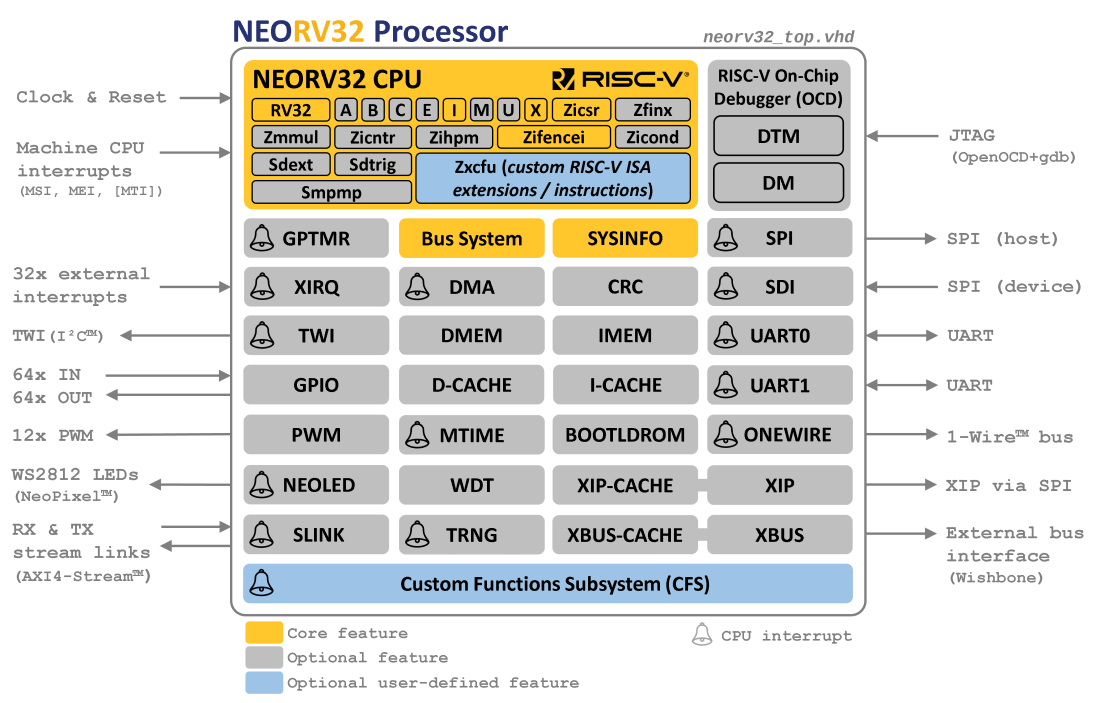 NEORV32 Processor
neorv32_top.vhd
NEORV32 CPU
RISC-V®
RV32 A B C E I M U X Zicsr Zfinx
Zmmul Zicntr Zihpm Zifencei Zicond
Sdext Sdtrig
Smpmp
Zxcfu (custom RISC-V ISA
extensions / instructions)
RISC-V On-Chip
Debugger (OCD)
DTM
DM
Clock & Reset
Machine CPU
interrupts
(MSI, MEI, [MTI])
JTAG
(OpenOCD+gdb)
GPTMR Bus System SYSINFO SPI
SPI (host)
32x external
interrupts
XIRQ DMA CRC SDI
SPI (device)
TWI(I²C™)
TWI DMEM IMEM UART0
UART
64x IN
64x OUT
GPIO D-CACHE I-CACHE UART1
UART
12x PWM
PWM MTIME BOOTLDROM ONEWIRE
1-Wire™ bus
WS2812 LEDs
(NeoPixel™)
NEOLED WDT XIP-CACHE XIP
XIP via SPI
RX & TX
stream links
(AXI4-Stream™)
SLINK TRNG XBUS-CACHE XBUS
External bus
interface
(Wishbone)
Custom Functions Subsystem (CFS)
Core feature
Optional feature
Optional user-defined feature
CPU interrupt